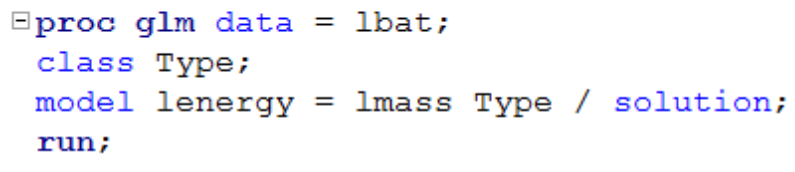 proc glm data = lbat;
class Type;
model lenergy = lmass Type / solution;
run;